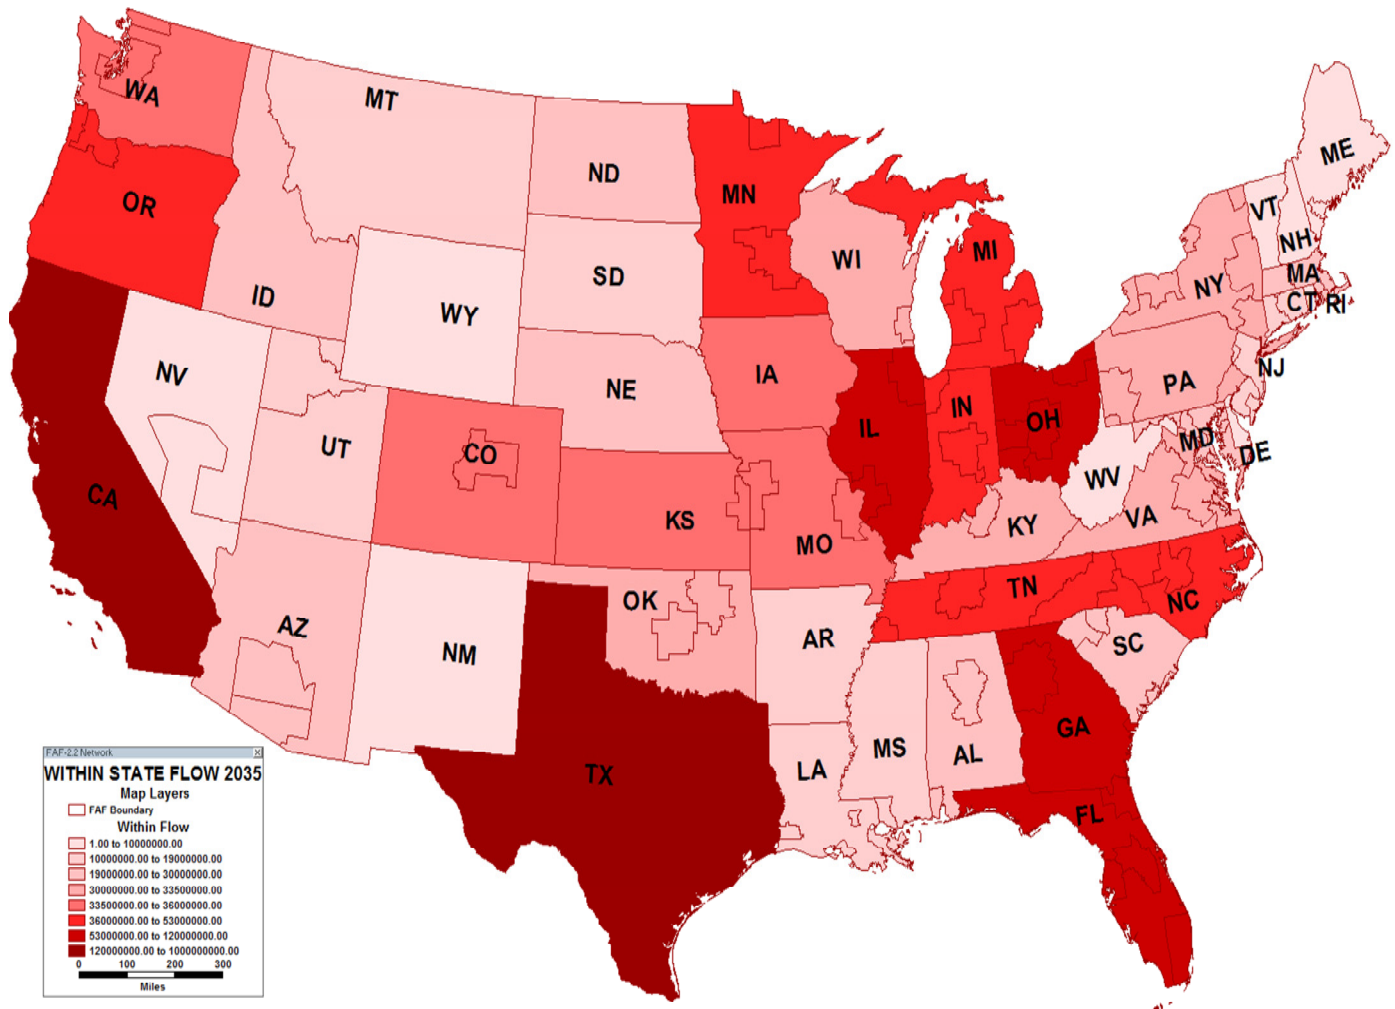 WA
MT
ME
ND
OR
MN
VT
NH
MI
WI
SD
MA
NY
ID
CT RI
WY
NV
IA
NJ
NE
PA
IN
OH
IL
UT
CO
MD
DE
WV
CA
KS
VA
KY
MO
TN
OK
NC
AZ
AR
SC
NM
GA
MS
AL
LA
TX
FL
FAF-2.2 Network
WITHIN STATE FLOW 2035
Map Layers
FAF Boundary
Within Flow
1.00 to 10000000.00
10000000.00 to 19000000.00
19000000.00 to 30000000.00
30000000.00 to 33500000.00
33500000.00 to 36000000.00
36000000.00 to 53000000.00
53000000.00 to 120000000.00
120000000.00 to 1000000000.00
0 100 200 300
Miles